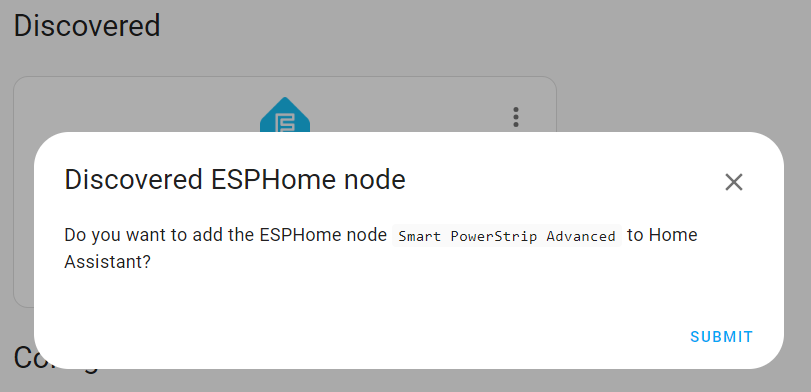 Discovered
Discovered ESPHome node
Do you want to add the ESPHome node Smart PowerStrip Advanced to Home
Assistant?
SUBMIT